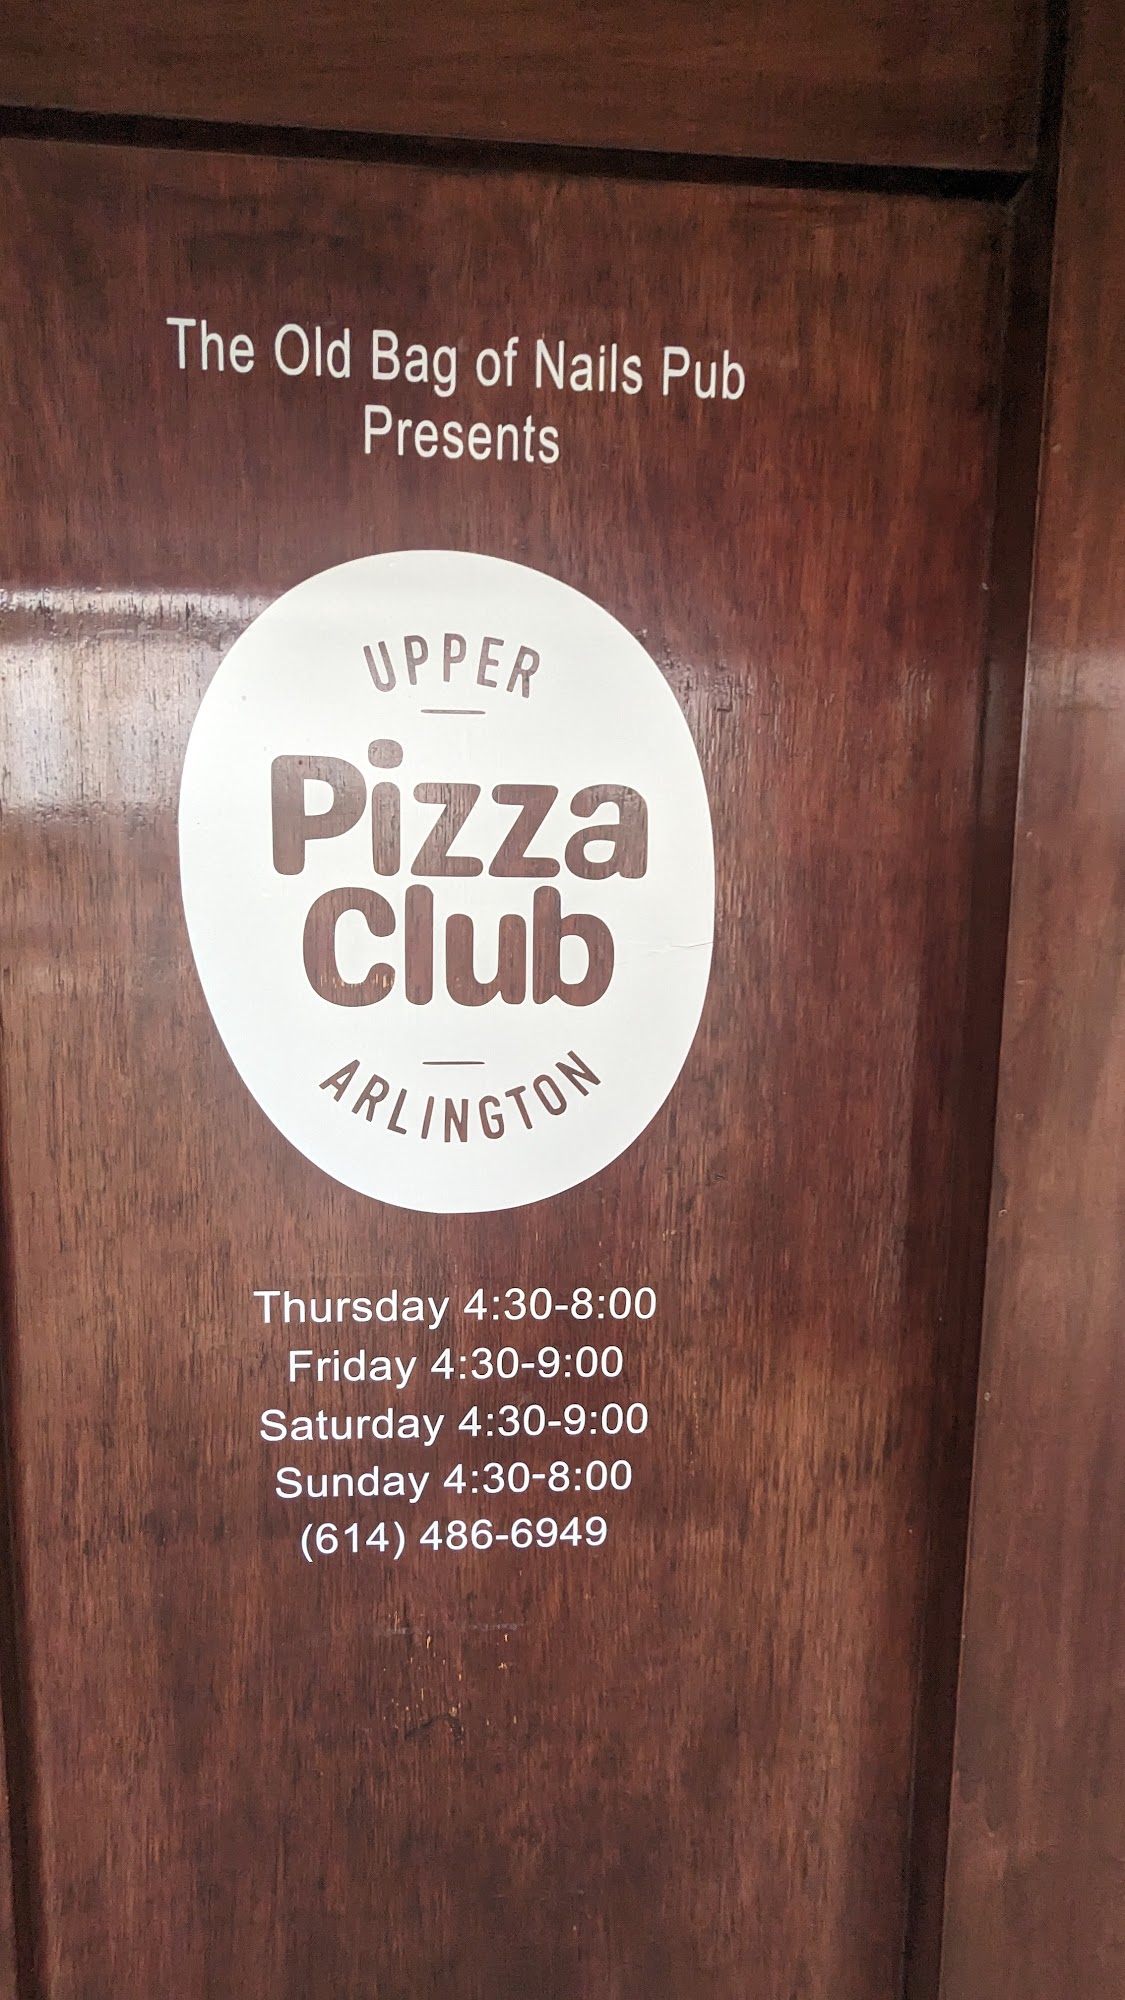 The Old Bag of Nails Pub
Presents
UPPER
Pizza
Club
ARLINGTON
Thursday 4:30-8:00
Friday 4:30-9:00
Saturday 4:30-9:00
Sunday 4:30-8:00
(614) 486-6949